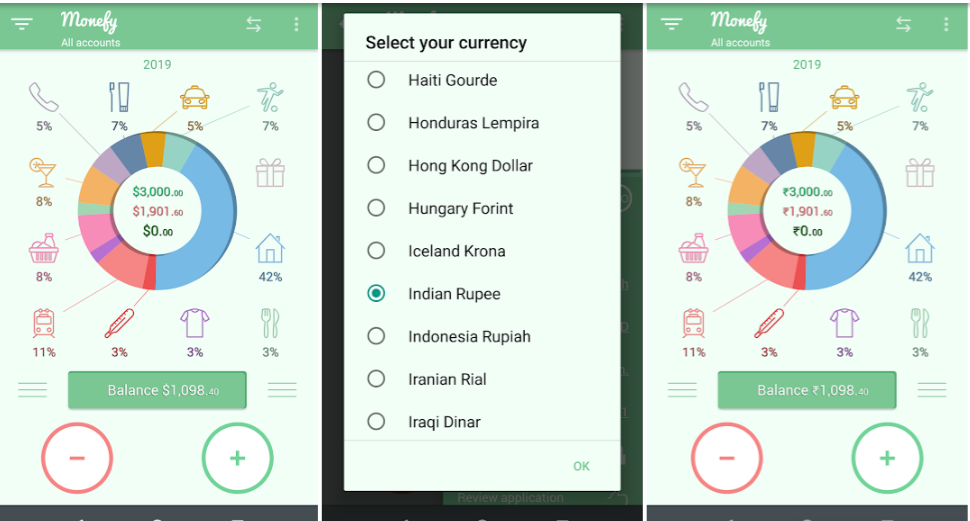 Monefy
All accounts
2019
5%
7%
5%
7%
8%
$3,000.00
$1,901.60
$0.00
8%
42%
11%
3%
3%
3%
Balance $1,098.40
Select your currency
Haiti Gourde
Honduras Lempira
Hong Kong Dollar
Hungary Forint
Iceland Krona
Indian Rupee
Indonesia Rupiah
Iranian Rial
Iraqi Dinar
OK
Review application
Monefy
All accounts
2019
5%
7%
5%
7%
8%
₹3,000.00
₹1,901.60
₹0.00
8%
42%
11%
3%
3%
3%
Balance ₹1,098.40